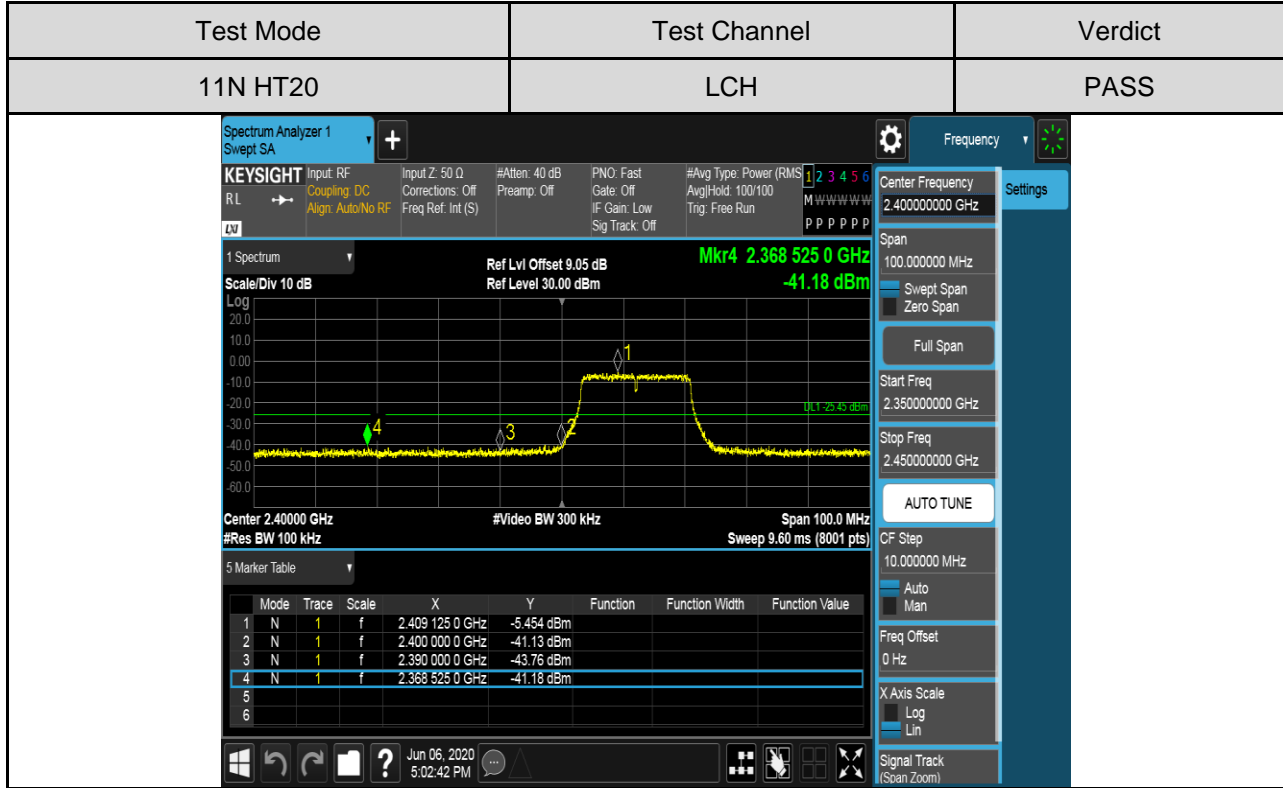 Test Mode Test Channel Verdict
11N HT20 LCH PASS
Spectrum Analyzer 1
Swept SA
+
Frequency
KEYSIGHT Input: RF Input Z: 50 Ω #Atten: 40 dB PNO: Fast #Avg Type: Power (RMS 1 2 3 4 5 6
RL Coupling: DC Corrections: Off Preamp: Off Gate: Off Avg|Hold: 100/100 M W W W W W
Align: Auto/No RF Freq Ref: Int (S) IF Gain: Low Trig: Free Run
LXI Sig Track: Off P P P P P P
1 Spectrum Ref Lvl Offset 9.05 dB Mkr4 2.368 525 0 GHz
Scale/Div 10 dB Ref Level 30.00 dBm -41.18 dBm
Log
20.0
10.0
0.00
-10.0
-20.0
-30.0
-40.0
-50.0
-60.0
1
DL1 -25.45 dBm
4 3 2
Center 2.40000 GHz #Video BW 300 kHz Span 100.0 MHz
#Res BW 100 kHz Sweep 9.60 ms (8001 pts)
5 Marker Table
Mode Trace Scale X Y Function Function Width Function Value
1 N 1 f 2.409 125 0 GHz -5.454 dBm
2 N 1 f 2.400 000 0 GHz -41.13 dBm
3 N 1 f 2.390 000 0 GHz -43.76 dBm
4 N 1 f 2.368 525 0 GHz -41.18 dBm
5
6
? Jun 06, 2020
5:02:42 PM
Center Frequency
2.400000000 GHz
Settings
Span
100.000000 MHz
Swept Span
Zero Span
Full Span
Start Freq
2.350000000 GHz
Stop Freq
2.450000000 GHz
AUTO TUNE
CF Step
10.000000 MHz
Auto
Man
Freq Offset
0 Hz
X Axis Scale
Log
Lin
Signal Track
(Span Zoom)